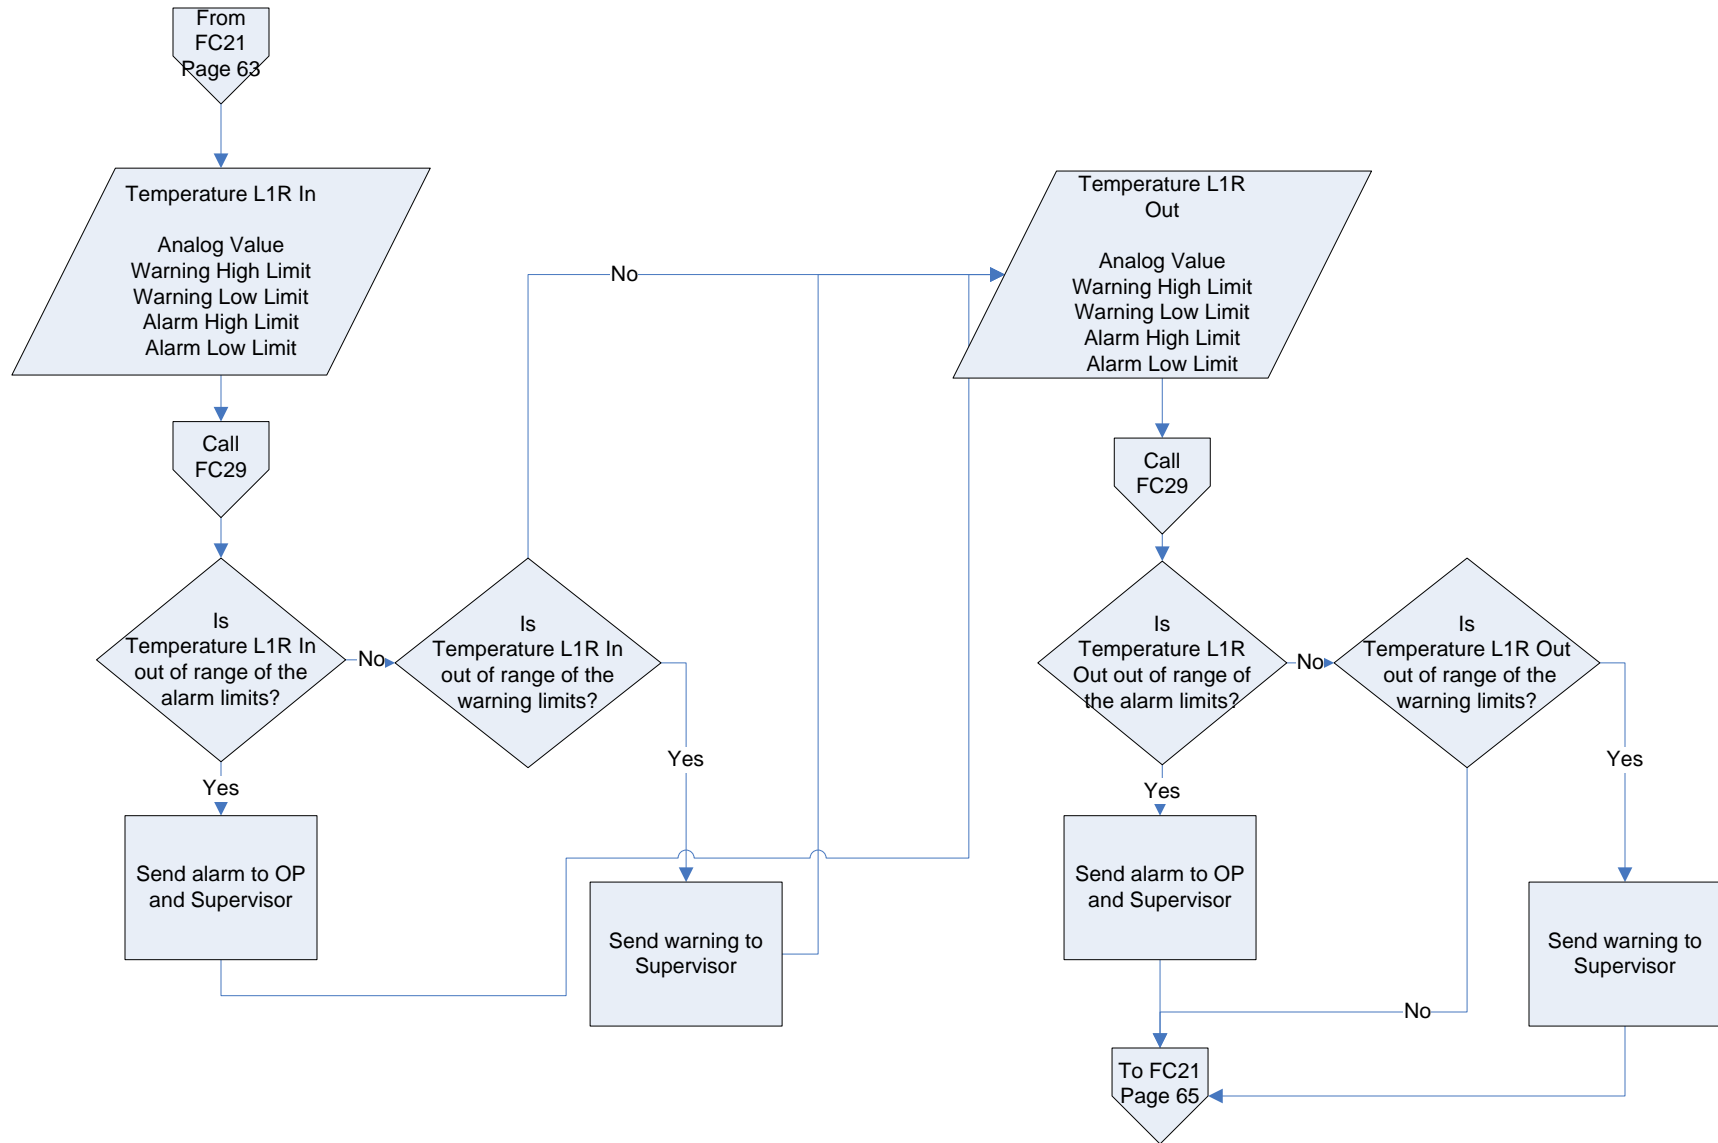 From
FC21
Page 63
Temperature L1R In
Analog Value
Warning High Limit
Warning Low Limit
Alarm High Limit
Alarm Low Limit
Call
FC29
Is
Temperature L1R In
out of range of the
alarm limits?
No
Is
Temperature L1R In
out of range of the
warning limits?
No
Yes
Send alarm to OP
and Supervisor
Yes
Send warning to
Supervisor
Temperature L1R
Out
Analog Value
Warning High Limit
Warning Low Limit
Alarm High Limit
Alarm Low Limit
Call
FC29
Is
Temperature L1R
Out out of range of
the alarm limits?
No
Is
Temperature L1R Out
out of range of the
warning limits?
Yes
Send alarm to OP
and Supervisor
Yes
Send warning to
Supervisor
No
To FC21
Page 65